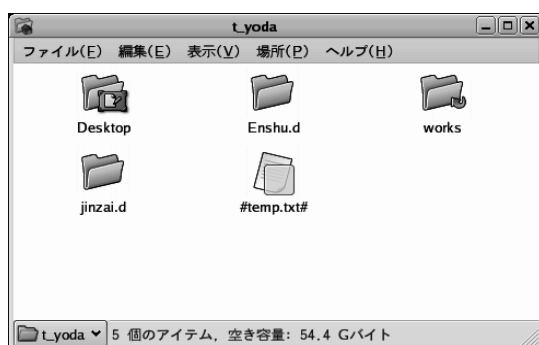 t_yoda
ファイル(F) 編集(E) 表示(V) 場所(P) ヘルプ(H)
Desktop Enshu.d works
jinzai.d #temp.txt#
t_yoda 5 個のアイテム, 空き容量: 54.4 Gバイト